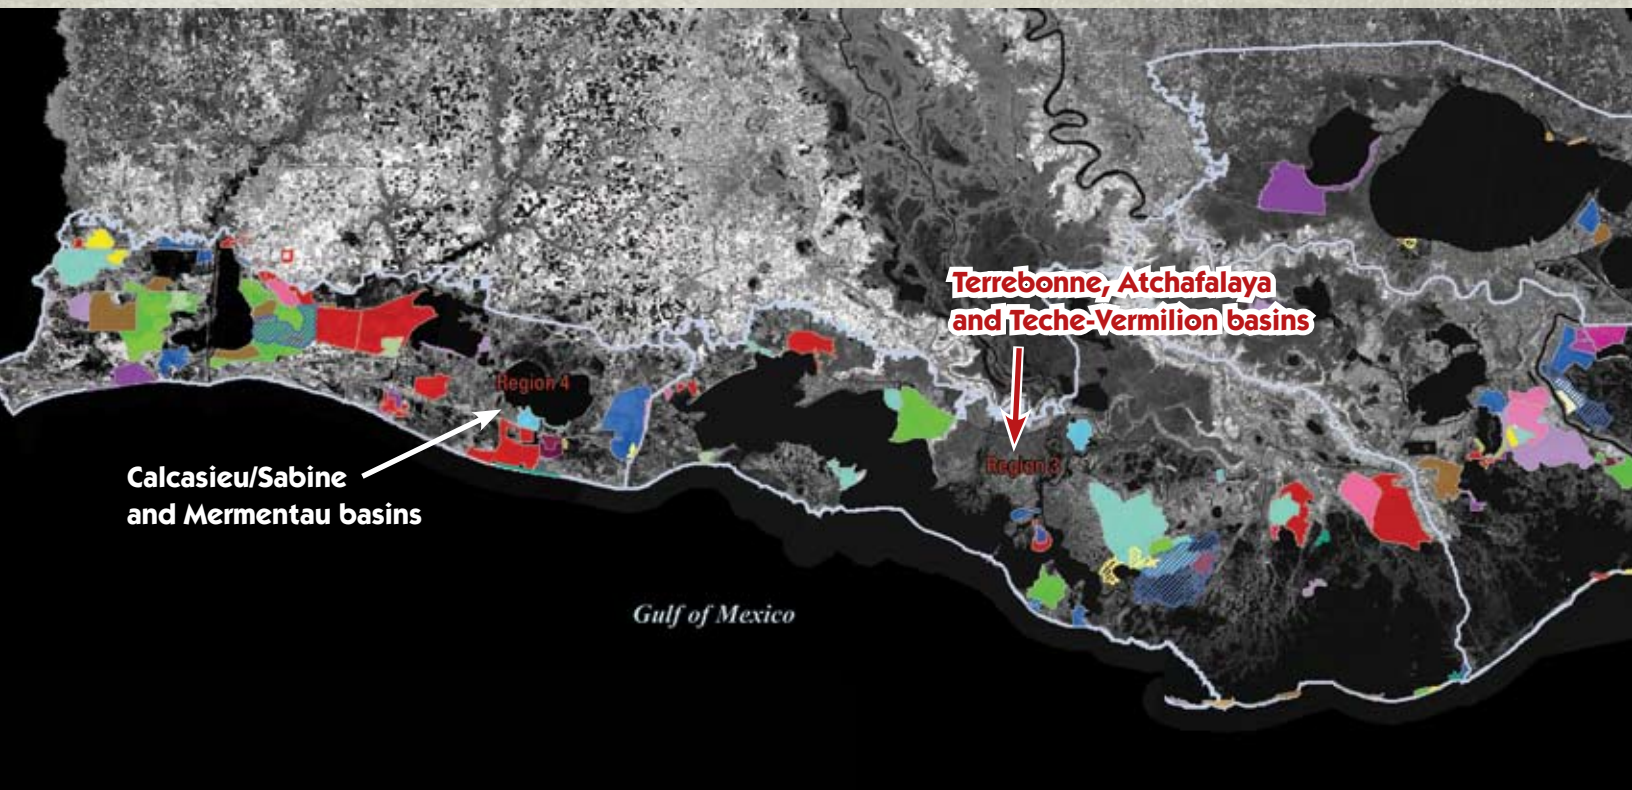 Terrebonne, Atchafalaya
and Teche-Vermilion basins
Region 4
Region 3
Calcasieu/Sabine
and Mermentau basins
Gulf of Mexico